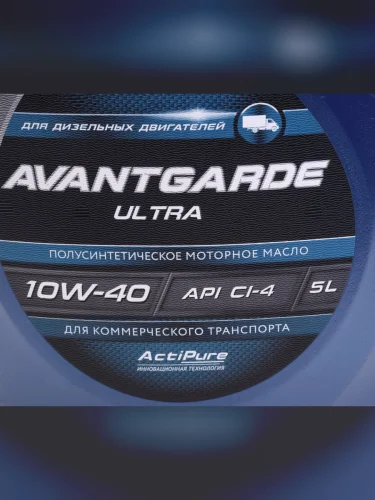 ДЛЯ ДИЗЕЛЬНЫХ ДВИГАТЕЛЕЙ
AVANTGARDE
ULTRA
ПОЛУСИНТЕТИЧЕСКОЕ МОТОРНОЕ МАСЛО
10W-40 API CI-4 5L
ДЛЯ КОММЕРЧЕСКОГО ТРАНСПОРТА
ActiPure
ИННОВАЦИОННАЯ ТЕХНОЛОГИЯ